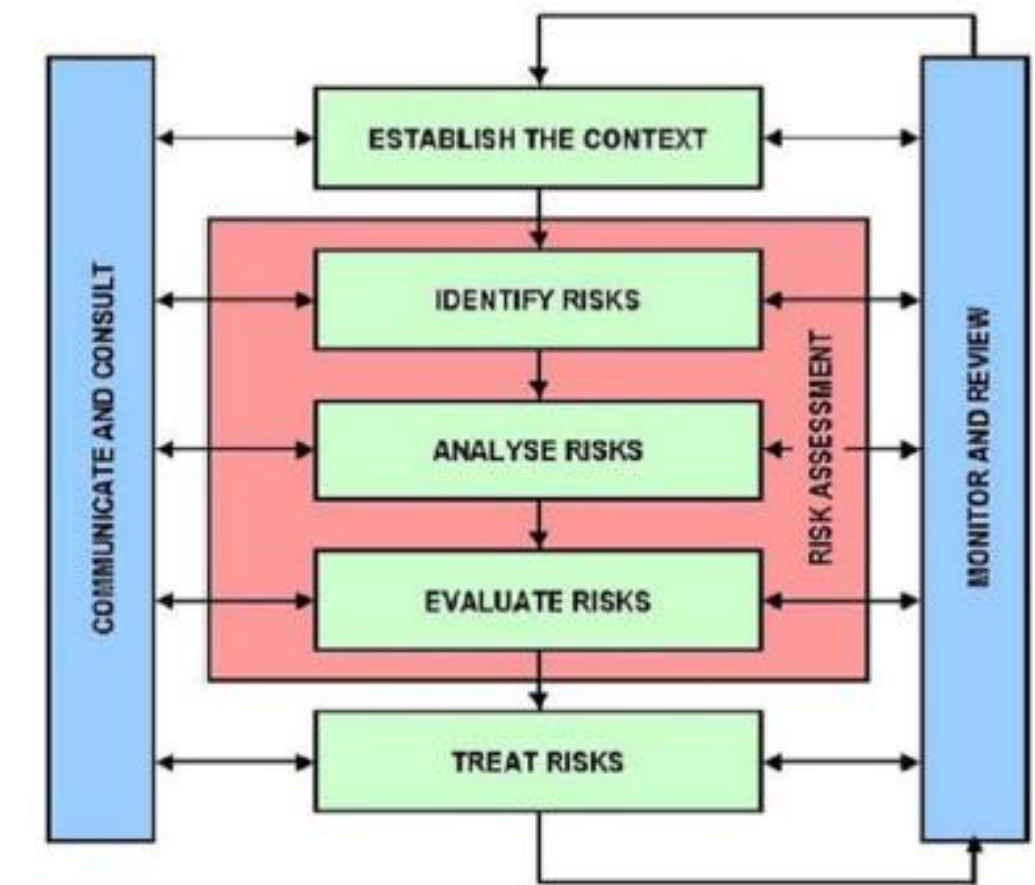 ESTABLISH THE CONTEXT
COMMUNICATE AND CONSULT
IDENTIFY RISKS
ANALYSE RISKS
EVALUATE RISKS
RISK ASSESSMENT
MONITOR AND REVIEW
TREAT RISKS